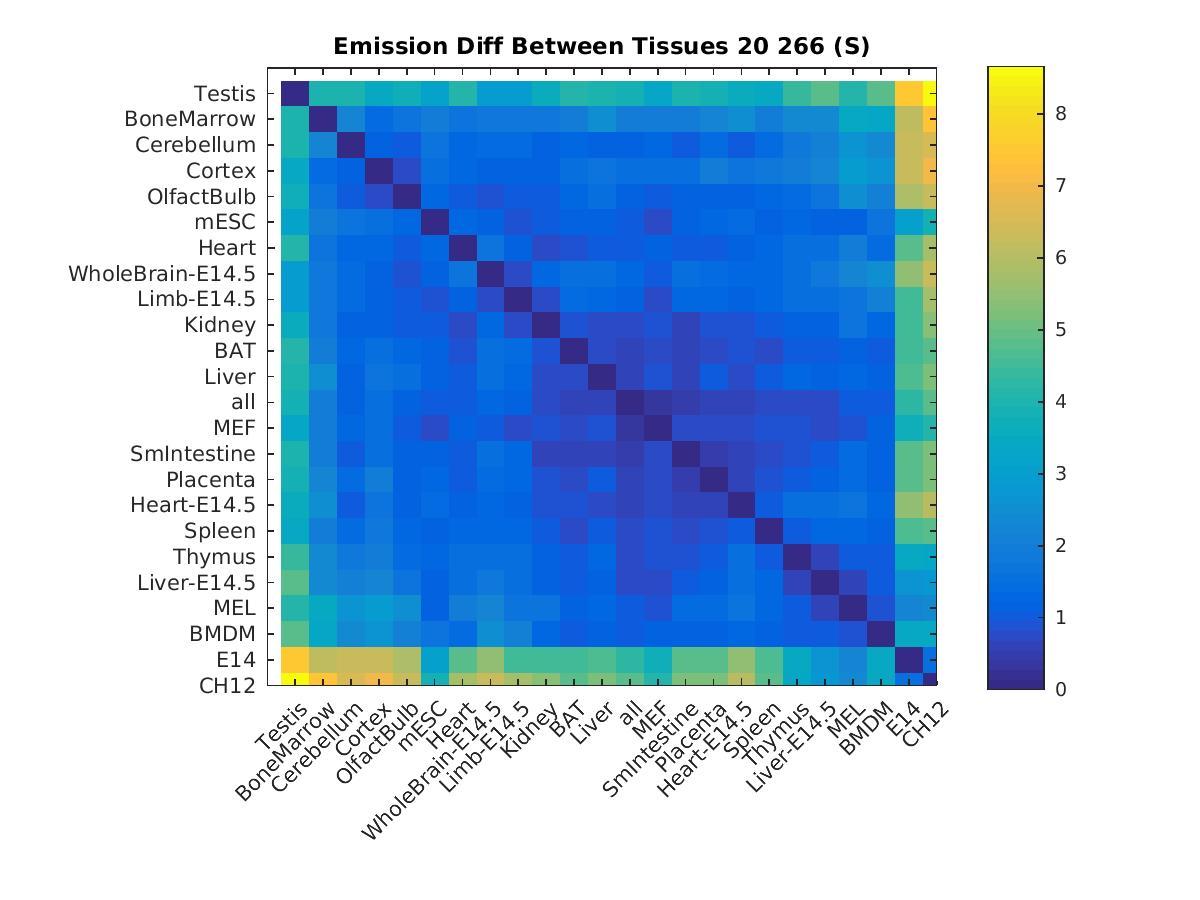 Emission Diff Between Tissues 20 266 (S)
Testis
BoneMarrow
Cerebellum
Cortex
OlfactBulb
mESC
Heart
WholeBrain-E14.5
Limb-E14.5
Kidney
BAT
Liver
all
MEF
SmIntestine
Placenta
Heart-E14.5
Spleen
Thymus
Liver-E14.5
MEL
BMDM
E14
CH12
Testis
BoneMarrow
Cerebellum
Cortex
OlfactBulb
mESC
Heart
WholeBrain-E14.5
Limb-E14.5
Kidney
BAT
Liver
all
MEF
SmIntestine
Placenta
Heart-E14.5
Spleen
Thymus
Liver-E14.5
MEL
BMDM
E14
CH12
8
7
6
5
4
3
2
1
0